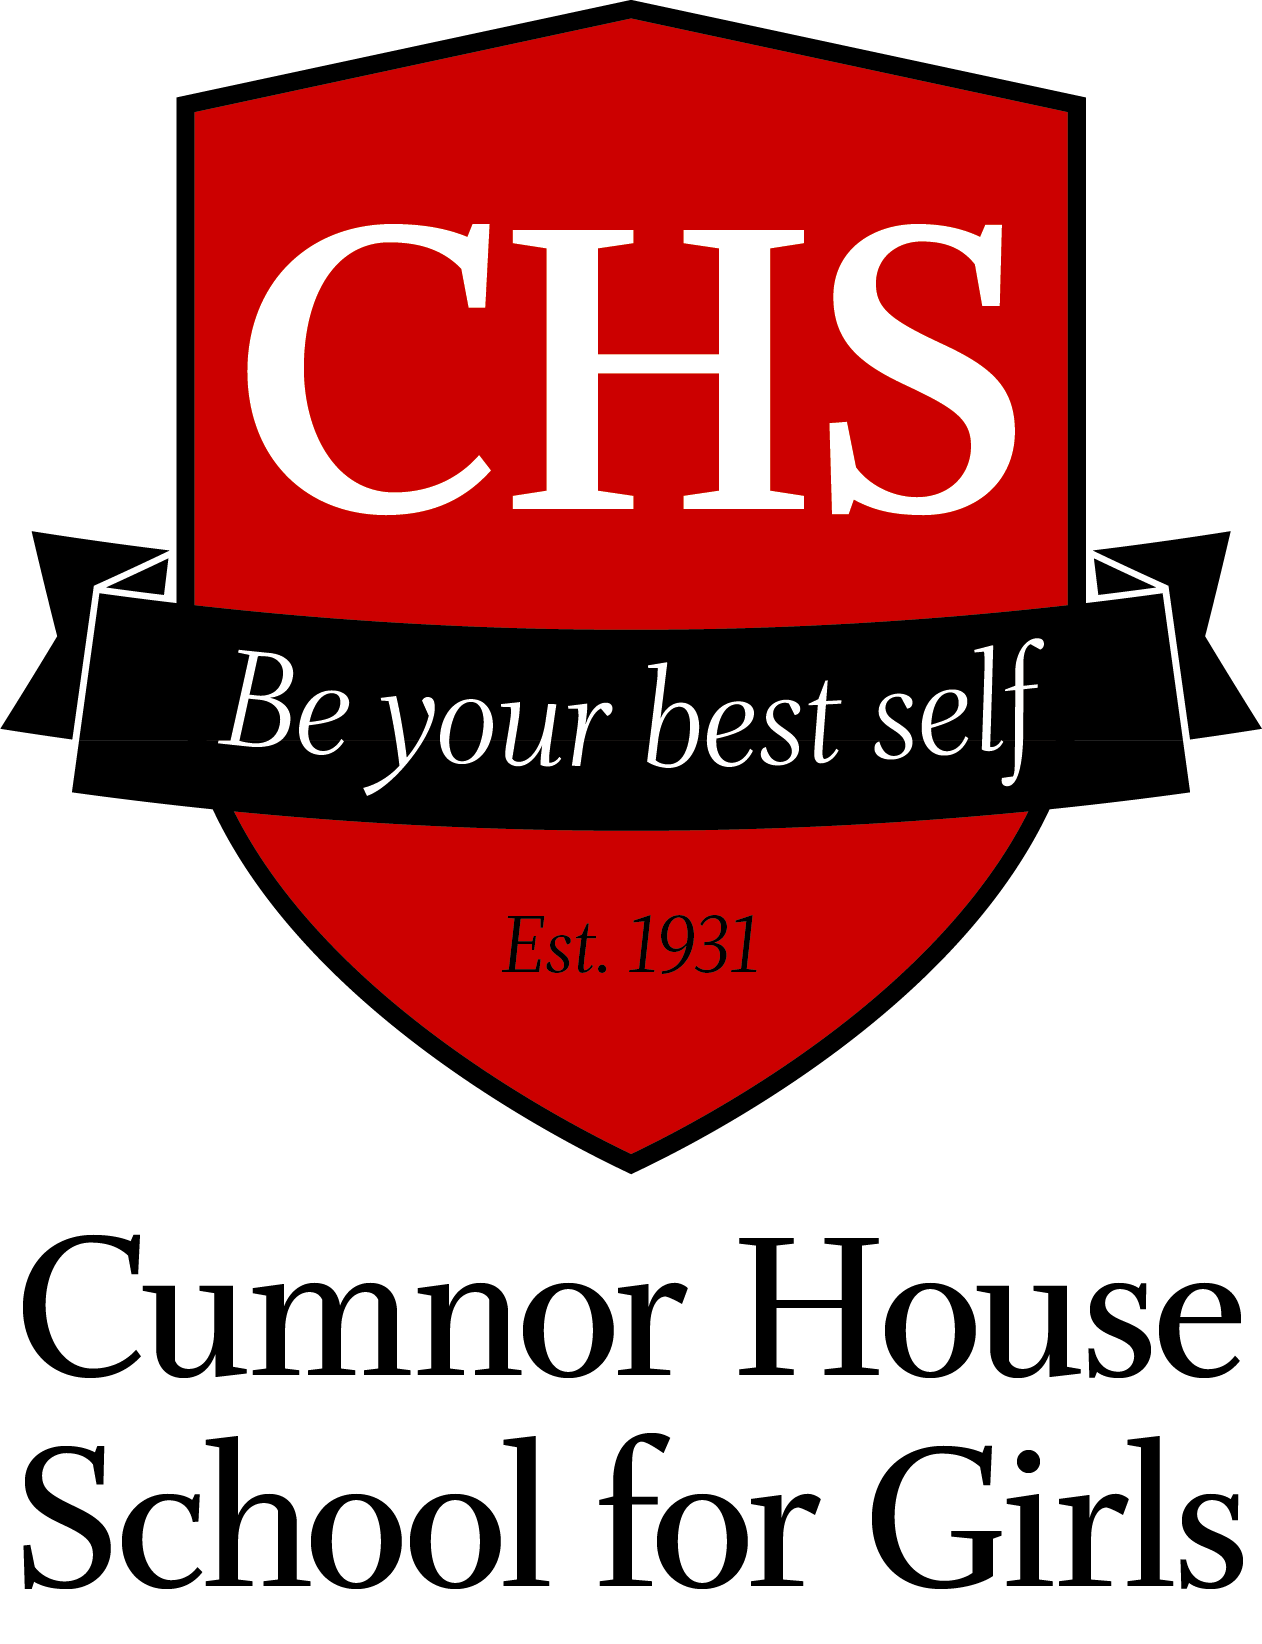 CHS
Be your best self
Est. 1931
Cumnor House
School for Girls